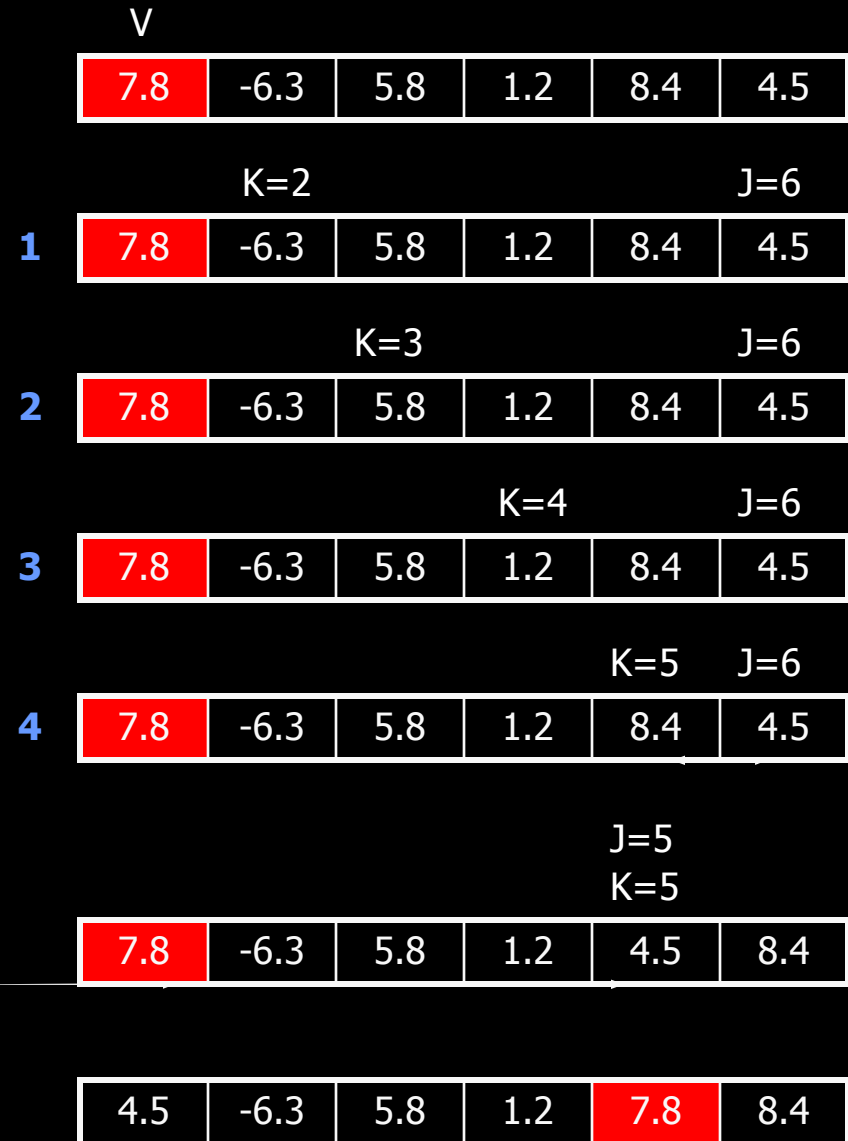 V
7.8 -6.3 5.8 1.2 8.4 4.5
K=2 J=6
1 7.8 -6.3 5.8 1.2 8.4 4.5
K=3 J=6
2 7.8 -6.3 5.8 1.2 8.4 4.5
K=4 J=6
3 7.8 -6.3 5.8 1.2 8.4 4.5
K=5 J=6
4 7.8 -6.3 5.8 1.2 8.4 4.5
J=5
K=5
7.8 -6.3 5.8 1.2 4.5 8.4
4.5 -6.3 5.8 1.2 7.8 8.4